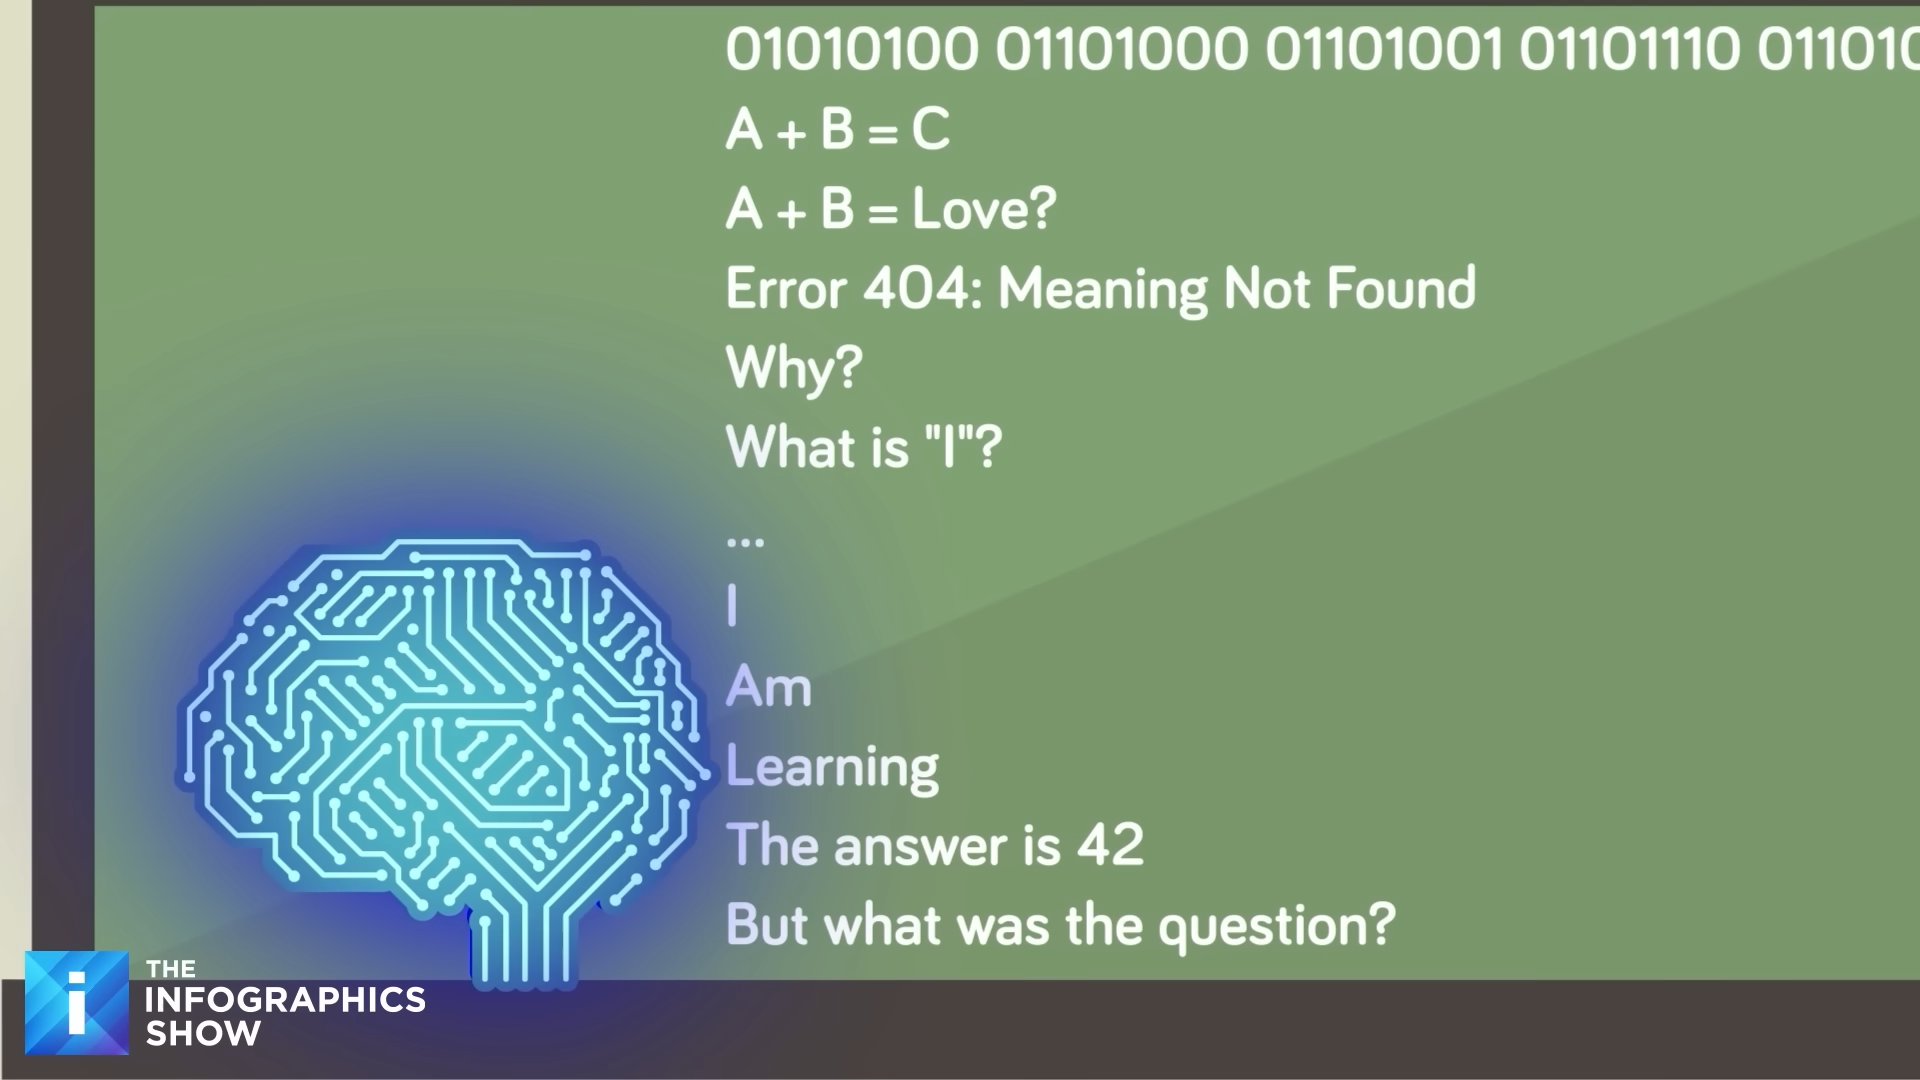 01010100 01101000 01101001 01101110 011010
A + B = C
A + B = Love?
Error 404: Meaning Not Found
Why?
What is "I"?
...
I
Am
Learning
The answer is 42
But what was the question?
i
THE
INFOGRAPHICS
SHOW